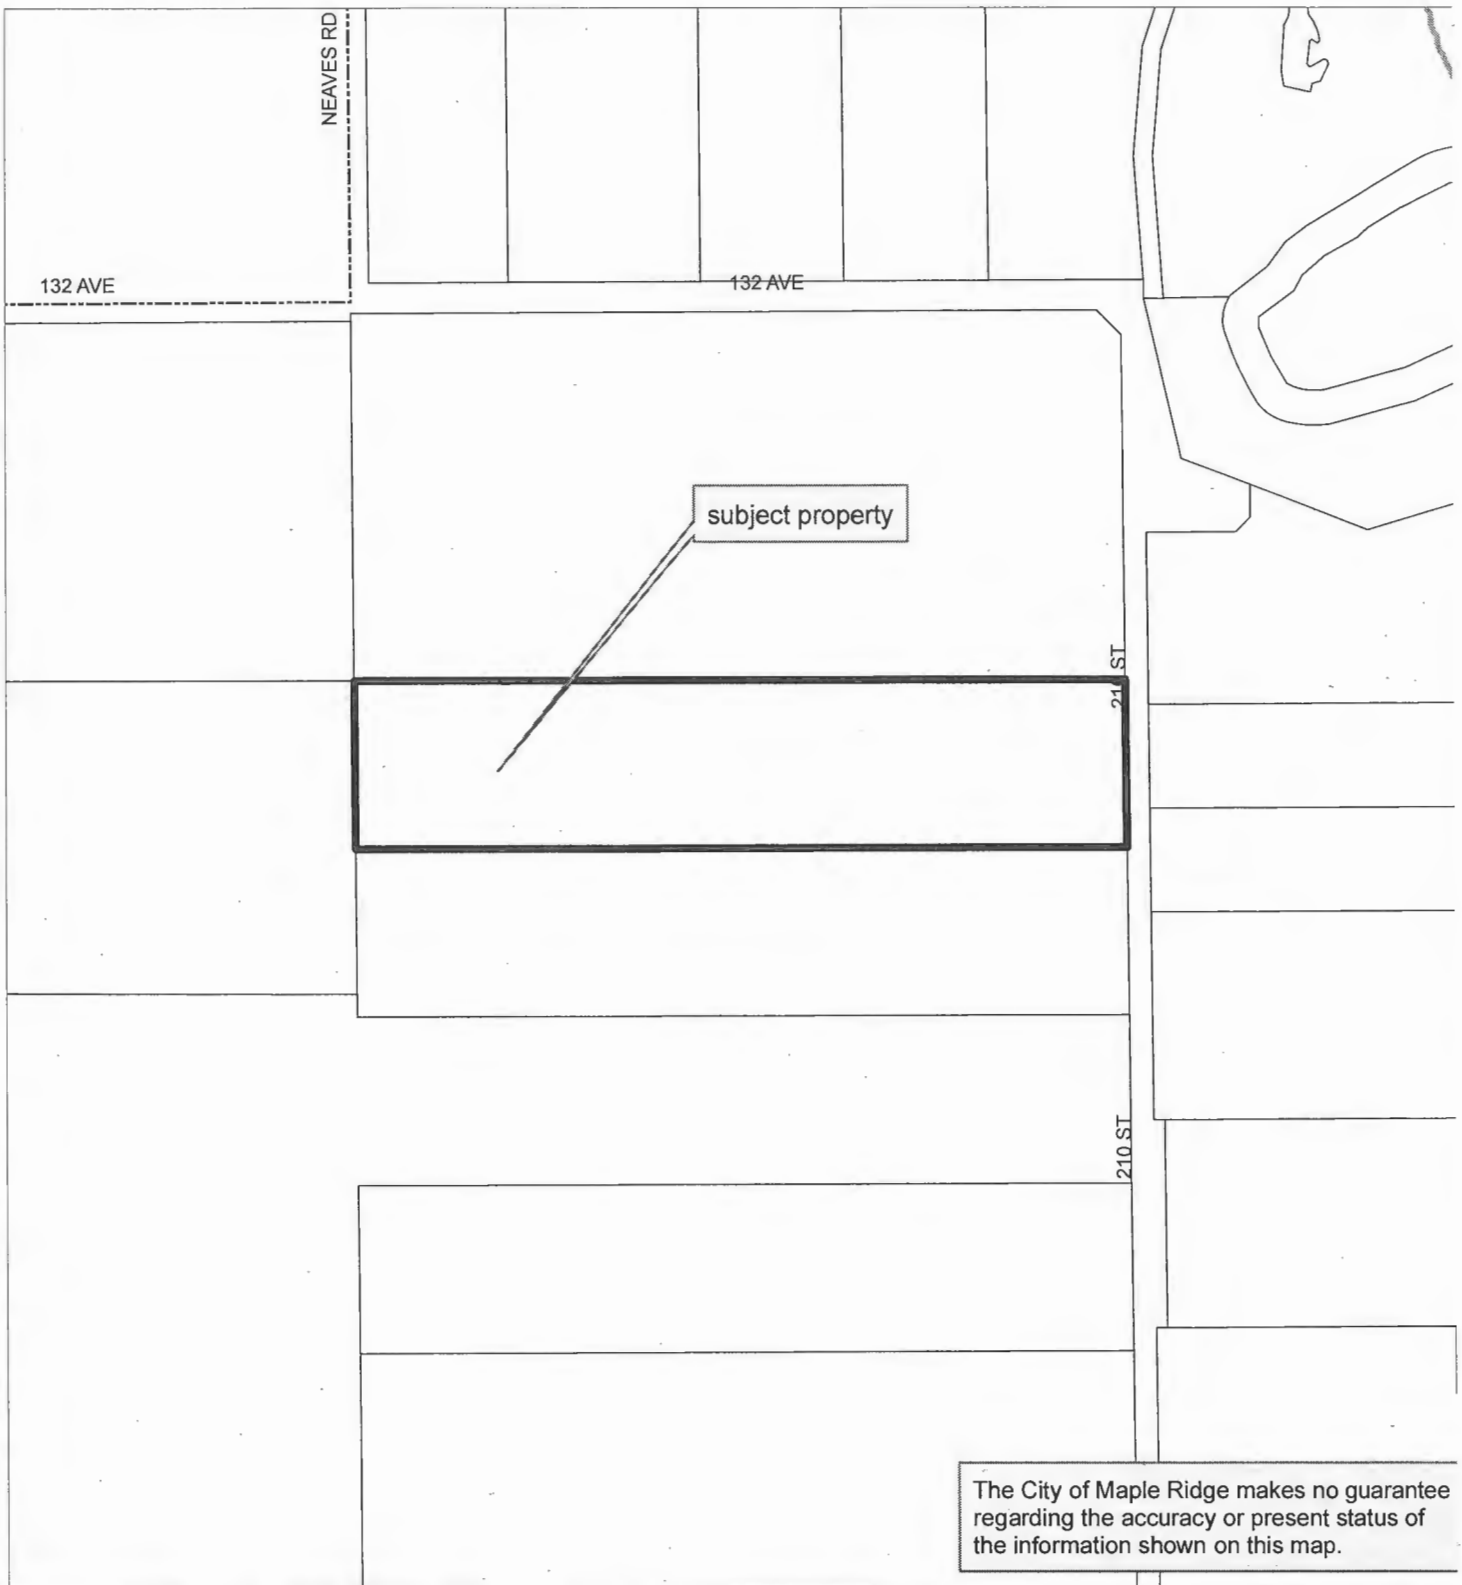 NEAVES RD
132 AVE
132 AVE
subject property
ST
210 ST
The City of Maple Ridge makes no guarantee
regarding the accuracy or present status of
the information shown on this map.